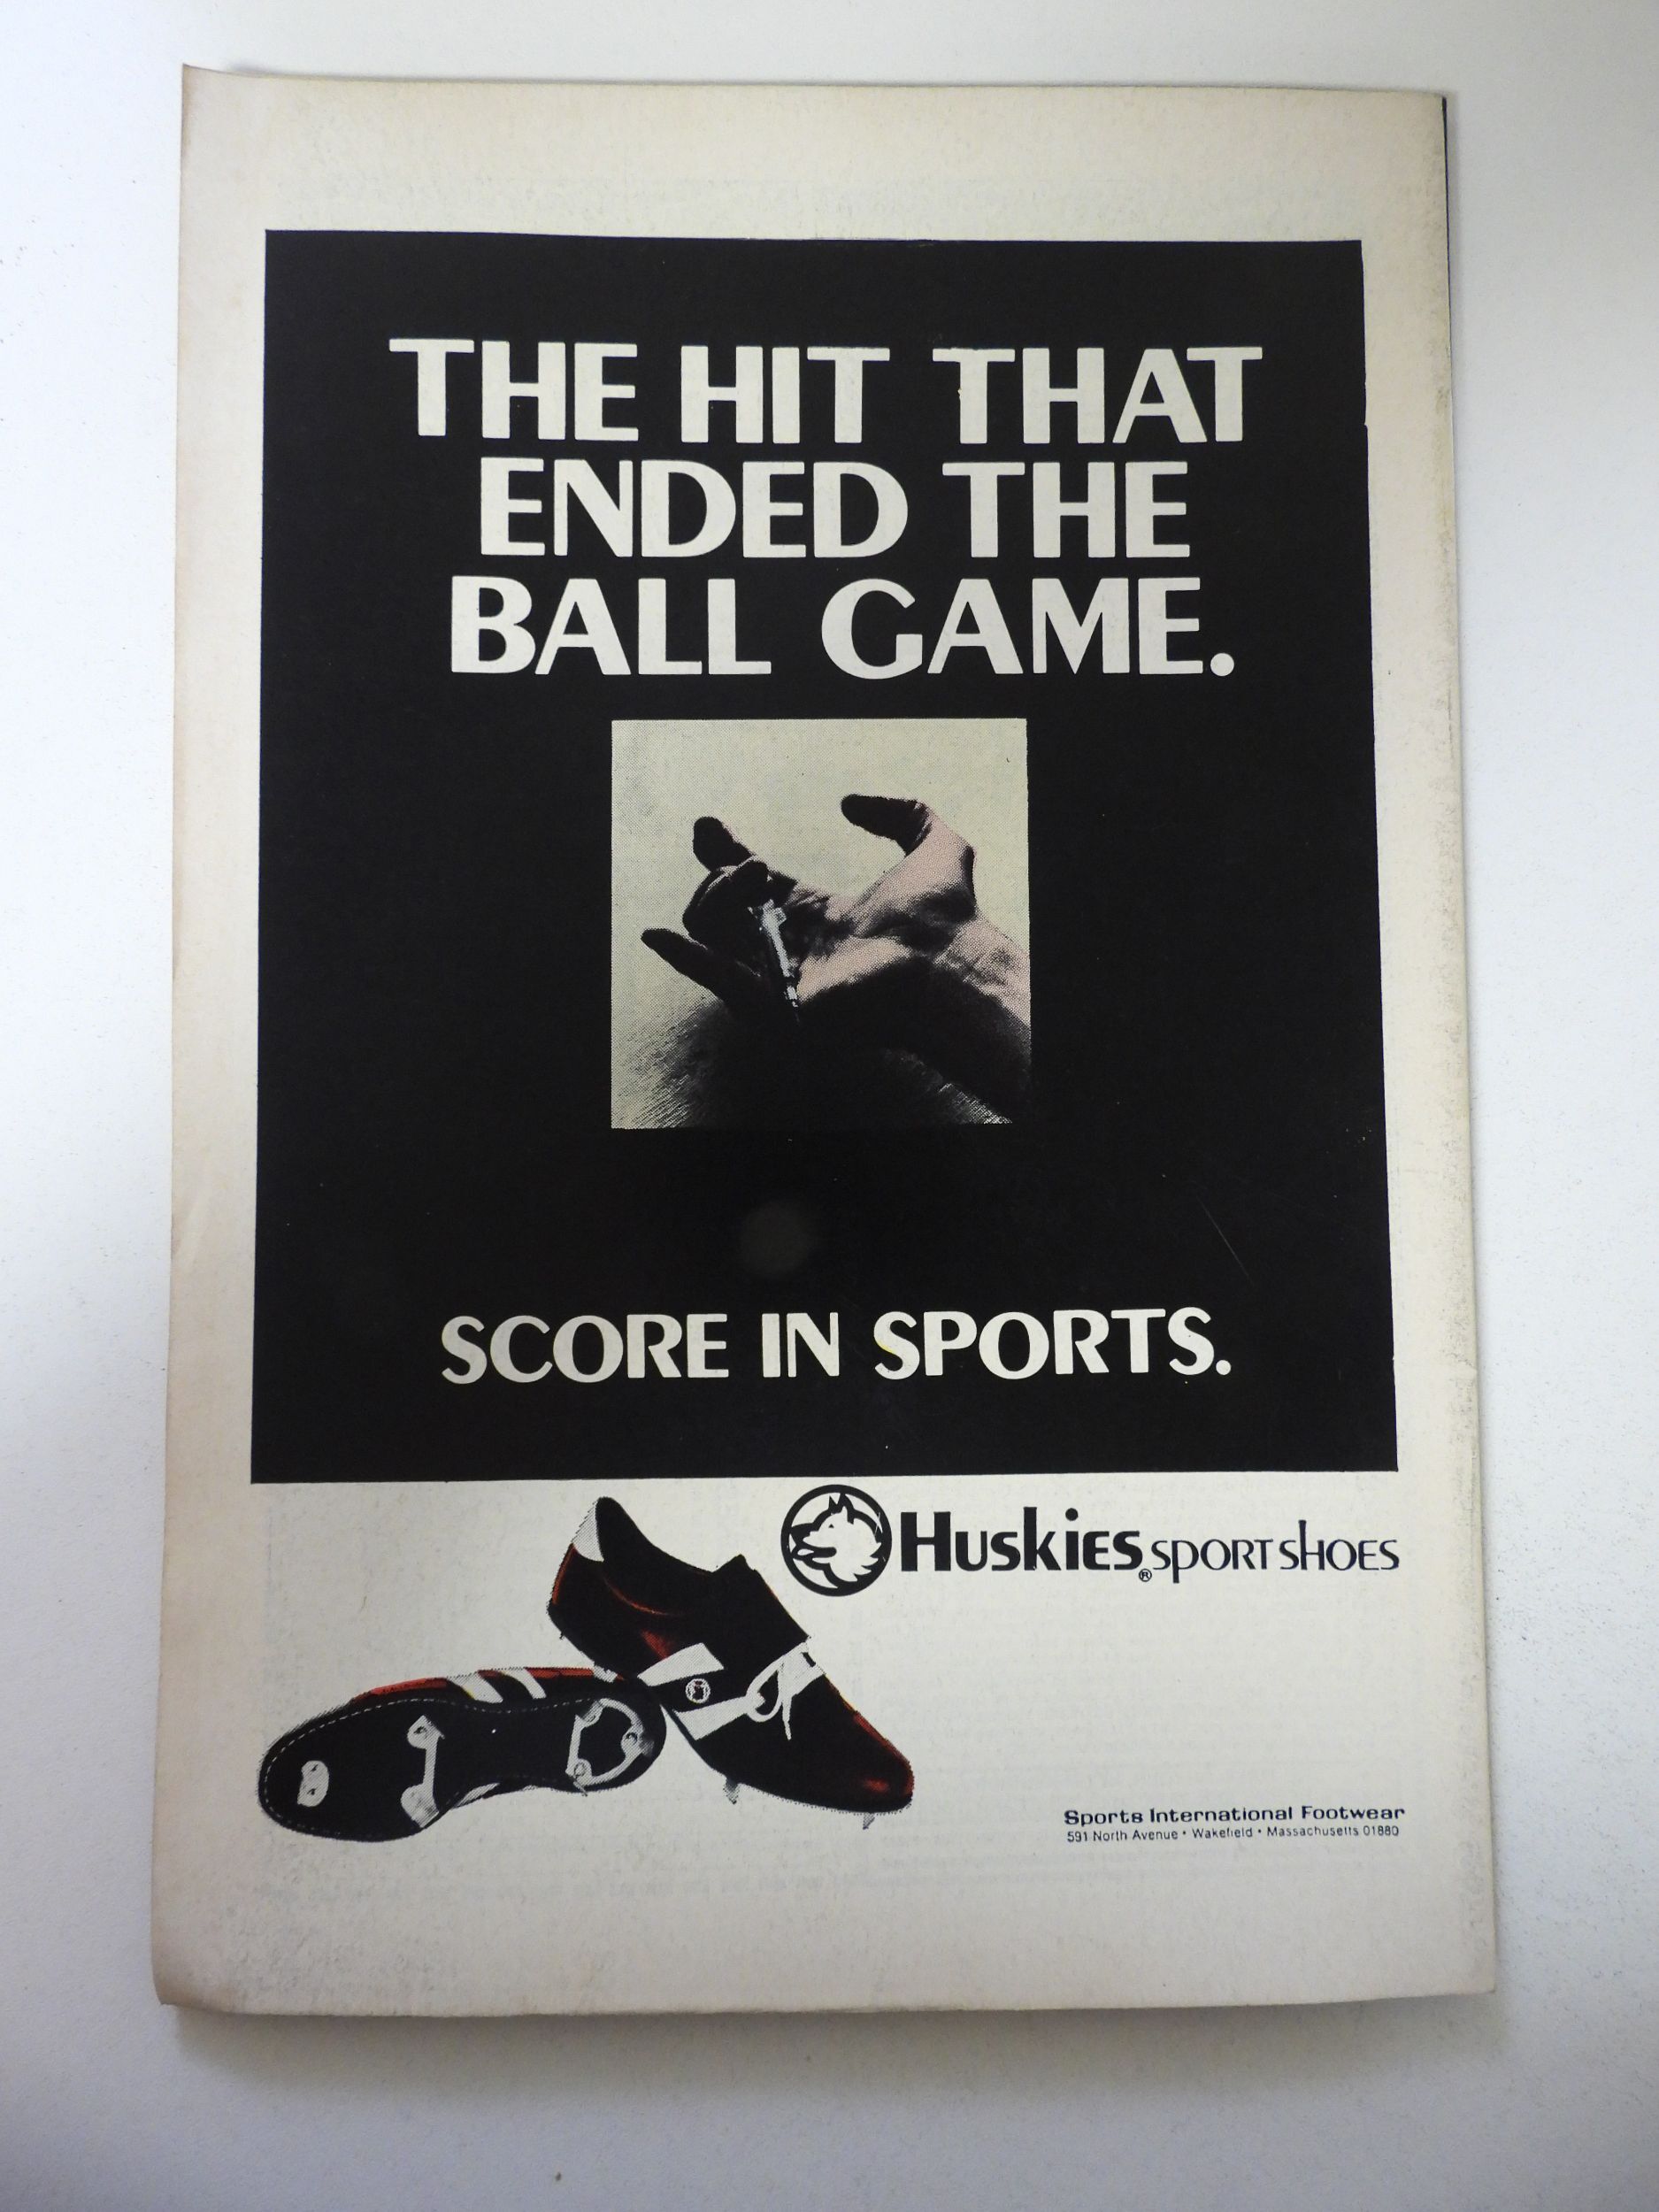 THE HIT THAT
ENDED THE
BALL GAME.
SCORE IN SPORTS.
Huskies® sport shoes
Sports International Footwear
591 North Avenue • Wakefield • Massachusetts 01880